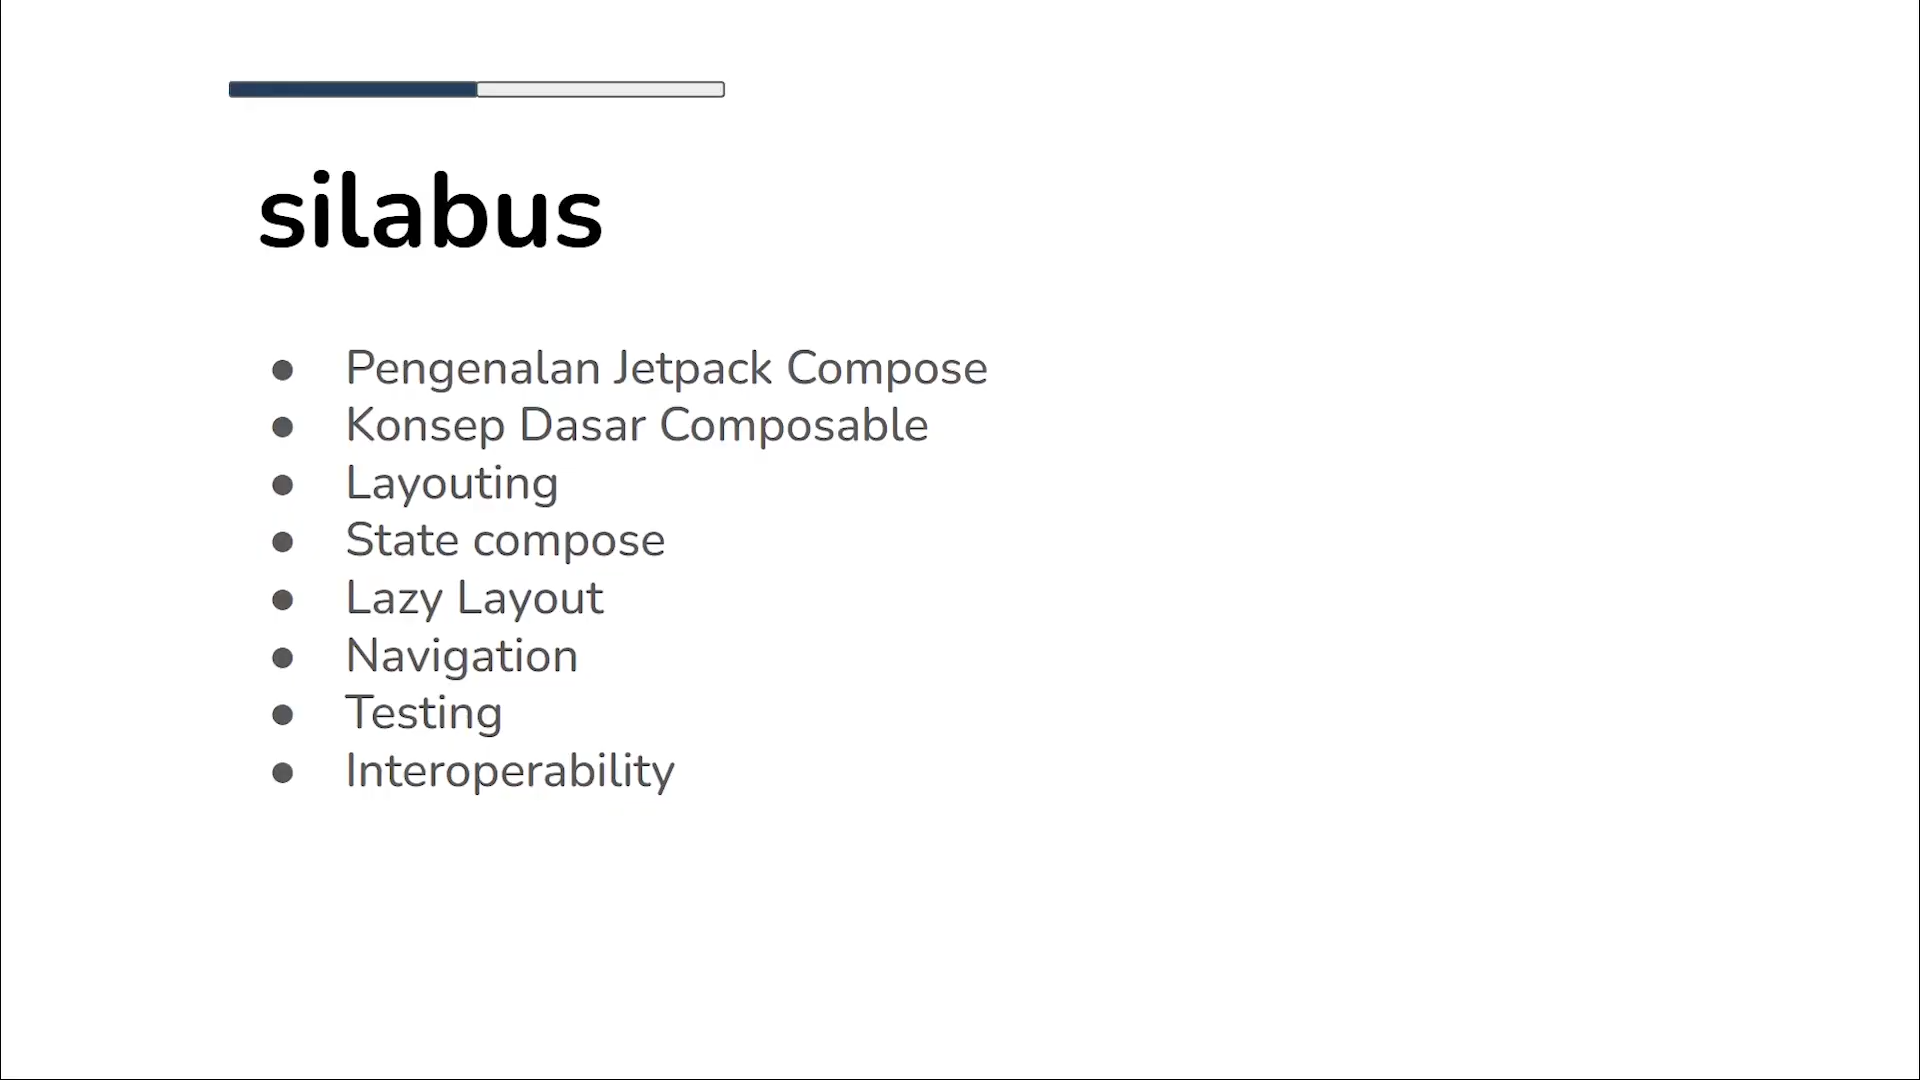 silabus
● Pengenalan Jetpack Compose
● Konsep Dasar Composable
● Layouting
● State compose
● Lazy Layout
● Navigation
● Testing
● Interoperability